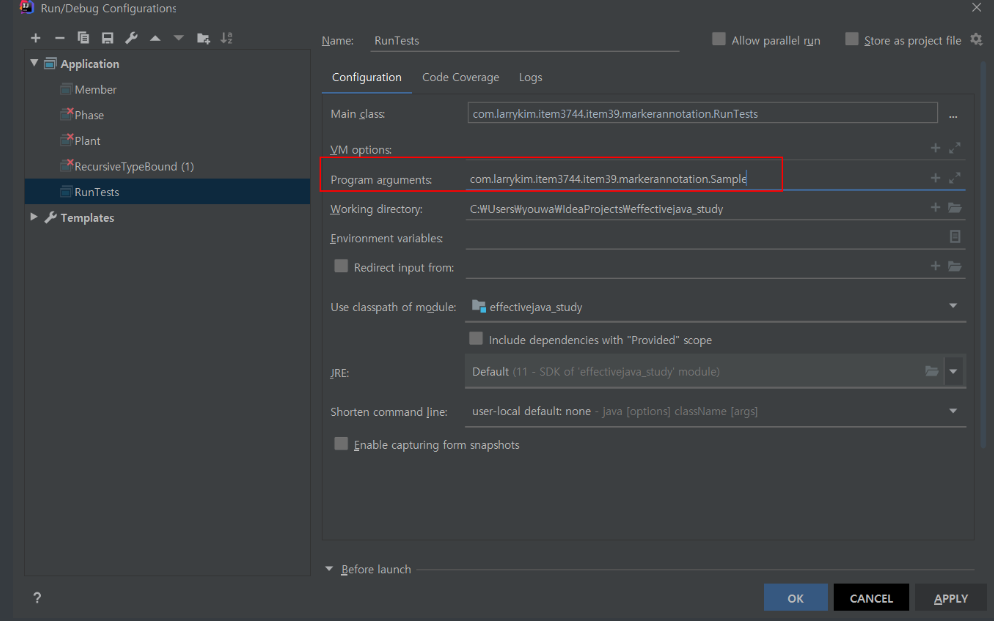 Run/Debug Configurations
Name: RunTests
Allow parallel run
Store as project file
Application
Member
Phase
Plant
RecursiveTypeBound (1)
RunTests
Templates
Configuration
Code Coverage
Logs
Main class: com.larrykim.item3744.item39.markerannotation.RunTests ...
VM options:
Program arguments: com.larrykim.item3744.item39.markerannotation.Sample
Working directory: C:₩Users₩youwa₩IdeaProjects₩effectivejava_study
Environment variables:
Redirect input from:
Use classpath of module: effectivejava_study
Include dependencies with "Provided" scope
JRE: Default (11 - SDK of 'effectivejava_study' module)
Shorten command line: user-local default: none - java [options] className [args]
Enable capturing form snapshots
Before launch
?
OK
CANCEL
APPLY